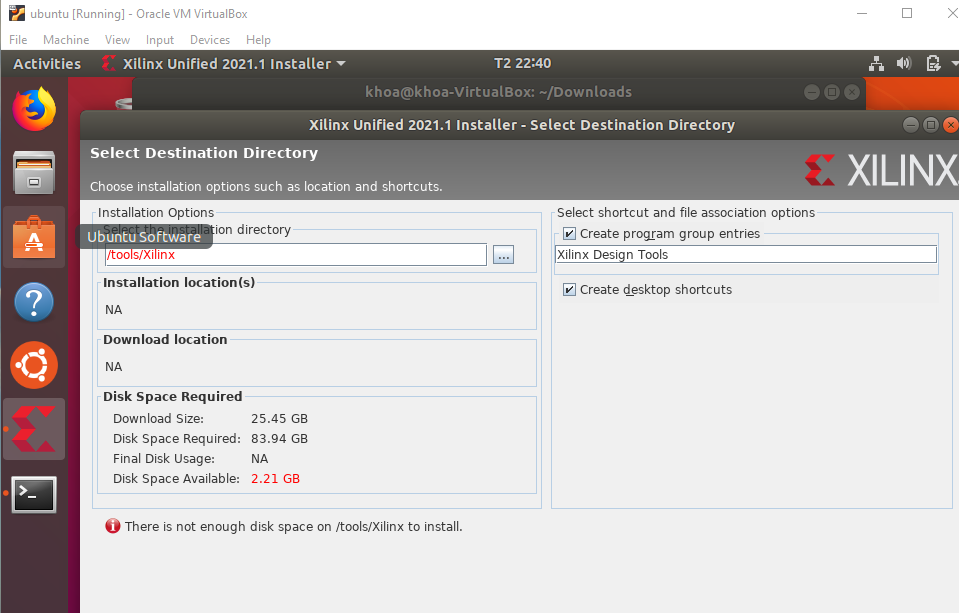 ubuntu [Running] - Oracle VM VirtualBox
File Machine View Input Devices Help
Activities Xilinx Unified 2021.1 Installer T2 22:40
khoa@khoa-VirtualBox: ~/Downloads
Xilinx Unified 2021.1 Installer - Select Destination Directory
Select Destination Directory
XILINX
Choose installation options such as location and shortcuts.
Installation Options
Select the installation directory
Ubuntu Software
/tools/Xilinx
...
Installation location(s)
NA
Download location
NA
Disk Space Required
Download Size: 25.45 GB
Disk Space Required: 83.94 GB
Final Disk Usage: NA
Disk Space Available: 2.21 GB
There is not enough disk space on /tools/Xilinx to install.
Select shortcut and file association options
Create program group entries
Xilinx Design Tools
Create desktop shortcuts